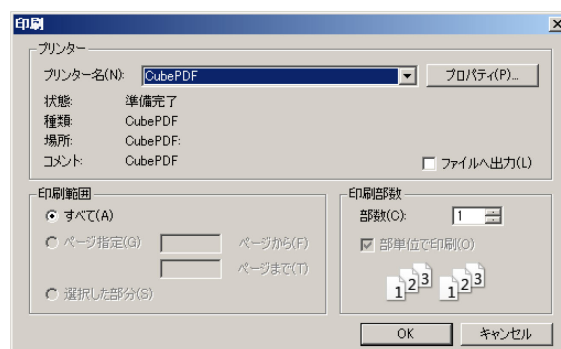 印刷
プリンター
プリンター名(N): CubePDF プロパティ(P)...
状態: 準備完了
種類: CubePDF
場所: CubePDF:
コメント: CubePDF
ファイルへ出力(L)
印刷範囲
すべて(A)
ページ指定(G) ページから(F)
ページまで(T)
選択した部分(S)
印刷部数
部数(C): 1
部単位で印刷(O)
1 2 3 1 2 3
OK キャンセル